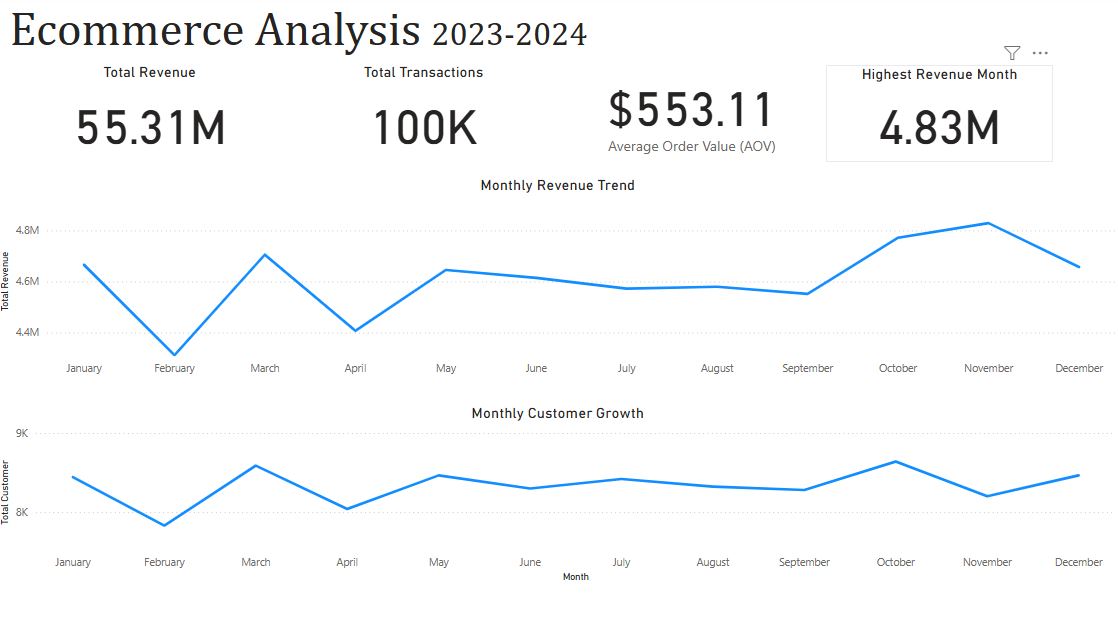 Ecommerce Analysis 2023-2024
Total Revenue
55.31M
Total Transactions
100K
$553.11
Average Order Value (AOV)
Highest Revenue Month
4.83M
Monthly Revenue Trend
Total Revenue
4.8M
4.6M
4.4M
January February March April May June July August September October November December
Monthly Customer Growth
Total Customer
9K
8K
January February March April May June July August September October November December
Month